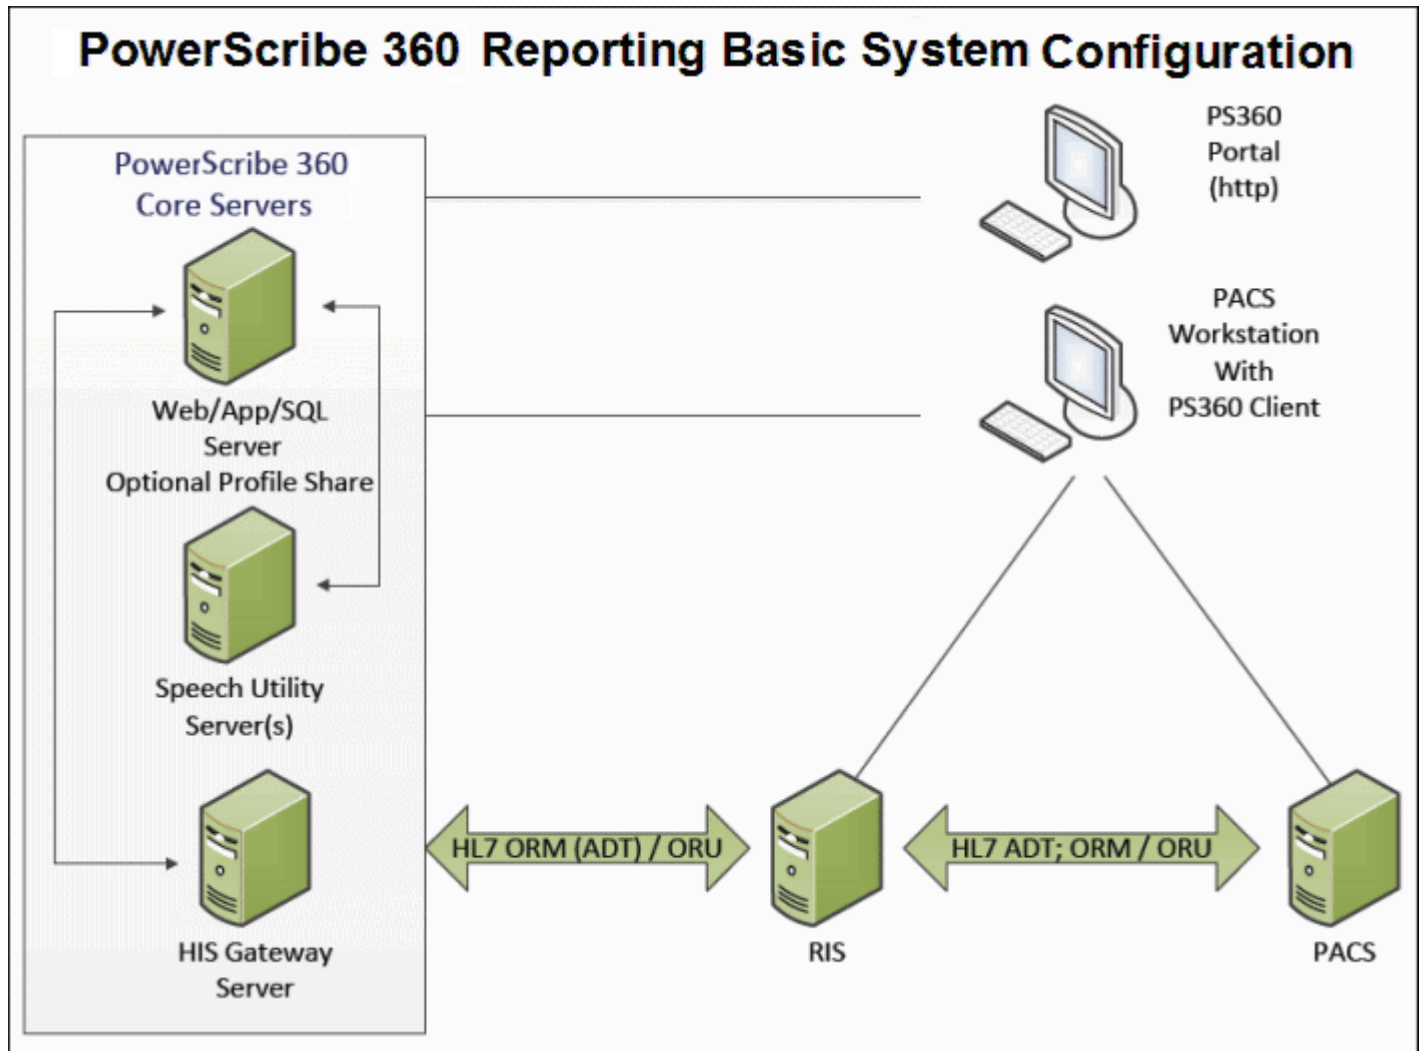 PowerScribe 360 Reporting Basic System Configuration
PowerScribe 360
Core Servers
Web/App/SQL
Server
Optional Profile Share
Speech Utility
Server(s)
HIS Gateway
Server
PS360
Portal
(http)
PACS
Workstation
With
PS360 Client
HL7 ORM (ADT) / ORU
RIS
HL7 ADT; ORM / ORU
PACS